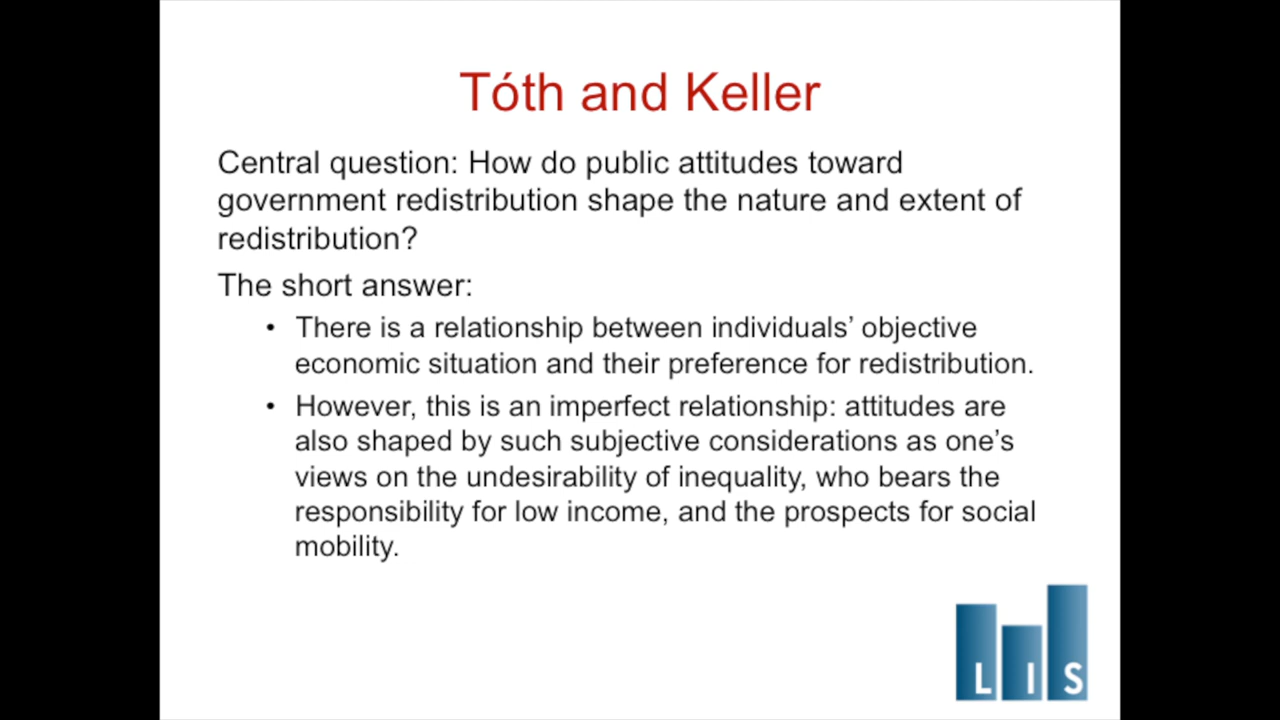 Tóth and Keller
Central question: How do public attitudes toward
government redistribution shape the nature and extent of
redistribution?
The short answer:
• There is a relationship between individuals’ objective
economic situation and their preference for redistribution.
• However, this is an imperfect relationship: attitudes are
also shaped by such subjective considerations as one’s
views on the undesirability of inequality, who bears the
responsibility for low income, and the prospects for social
mobility.
LIS